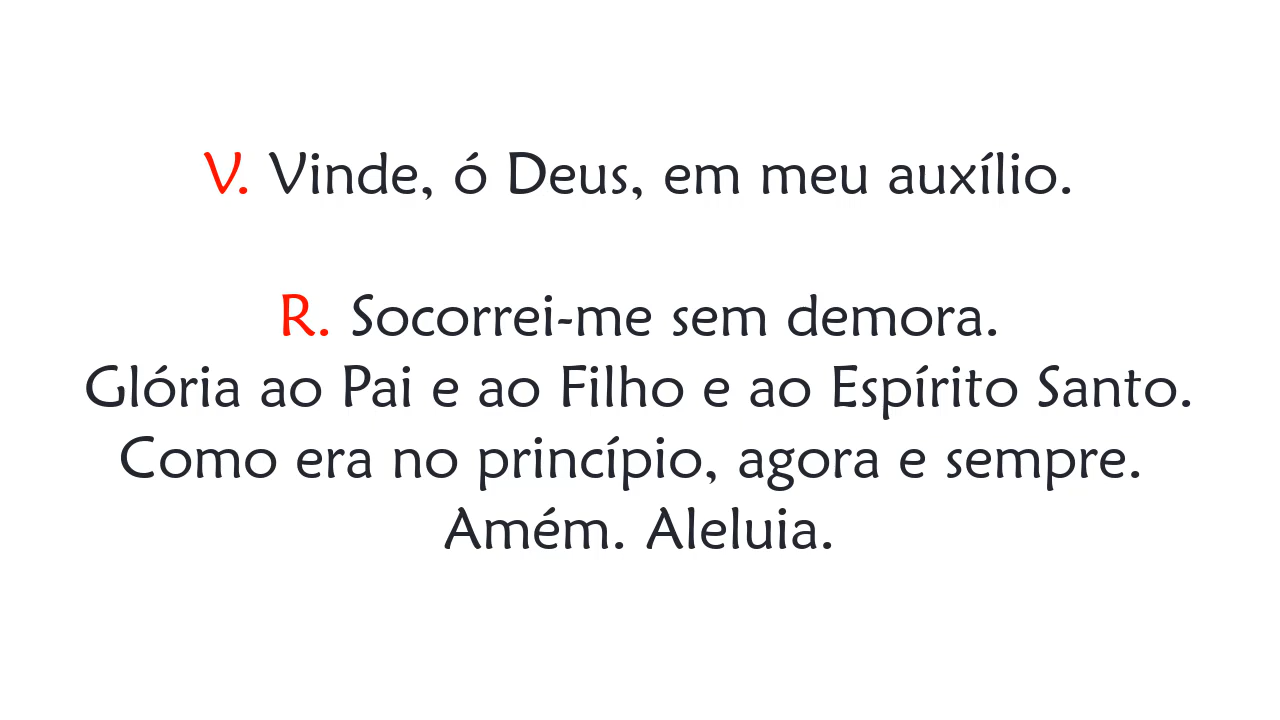 V. Vinde, ó Deus, em meu auxílio.
R. Socorrei-me sem demora.
Glória ao Pai e ao Filho e ao Espírito Santo.
Como era no princípio, agora e sempre.
Amém. Aleluia.